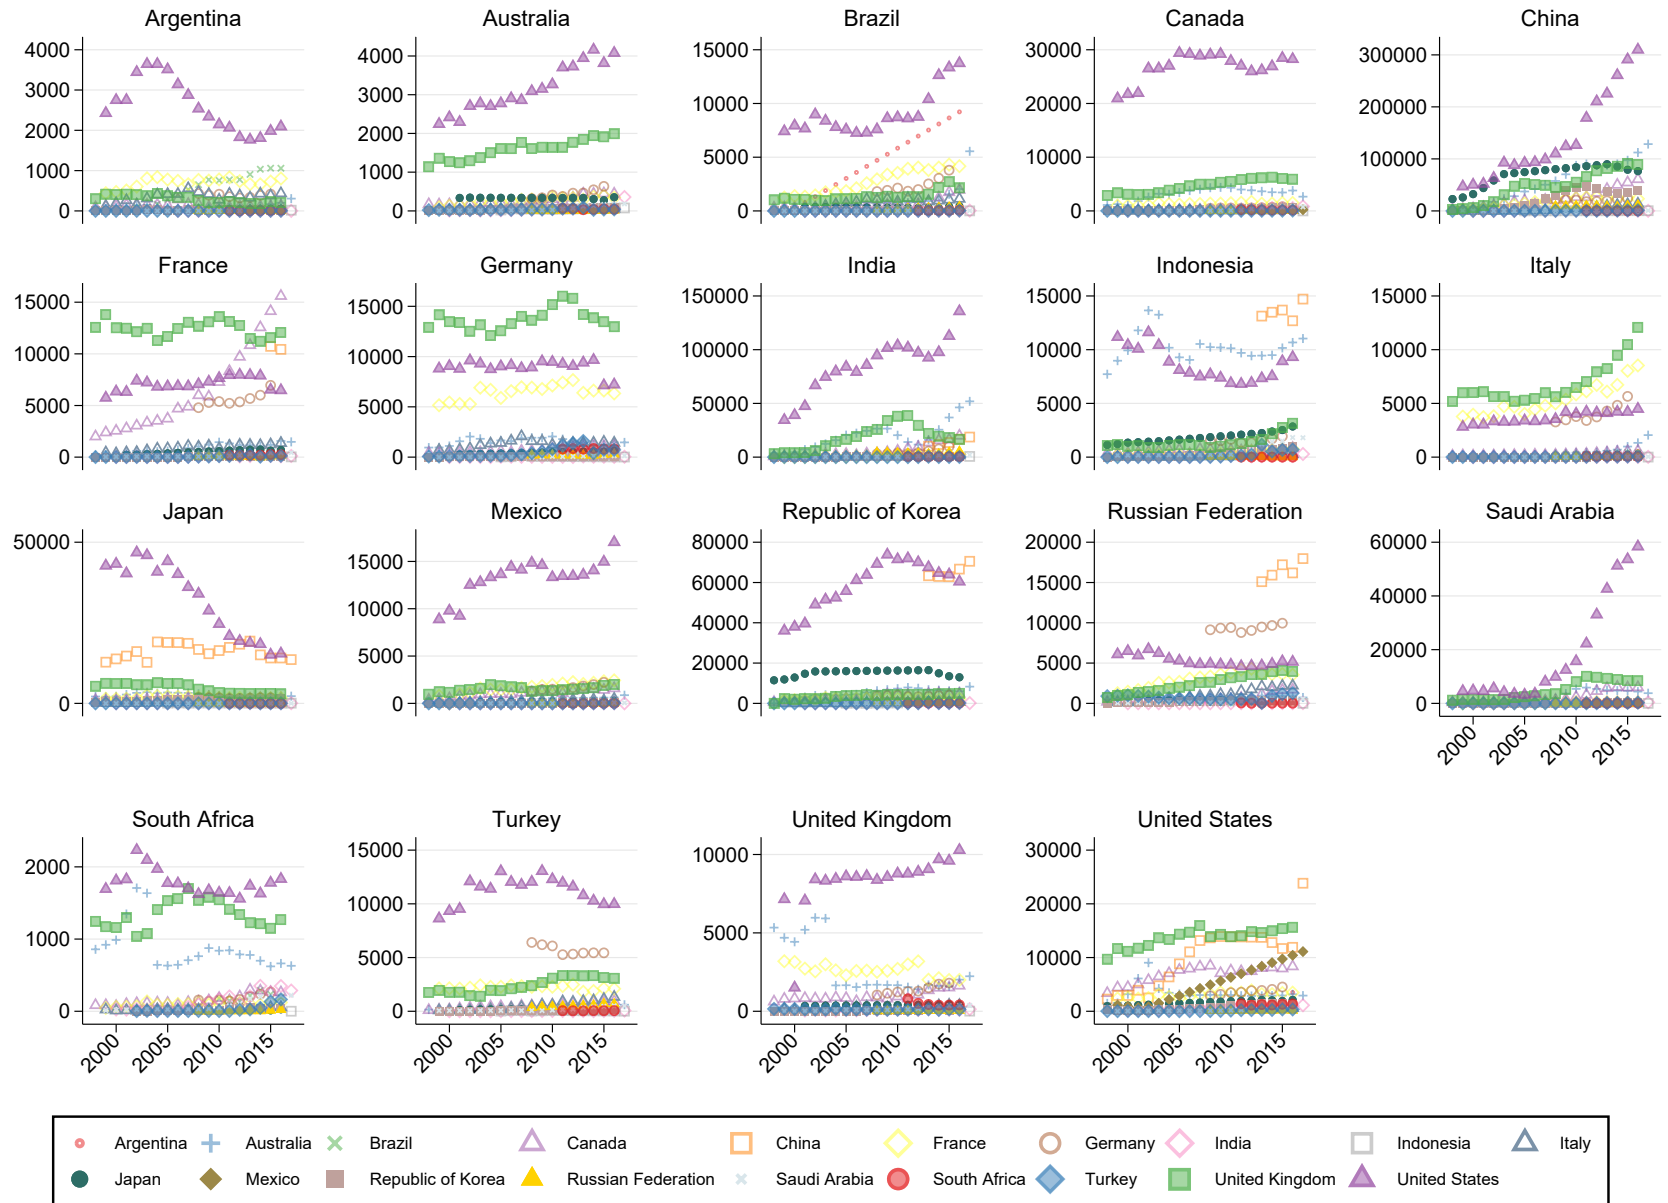 Argentina Australia Brazil Canada China
4000 4000 15000 30000 300000
3000 3000 10000 20000 200000
2000 2000 5000 10000 100000
1000 1000 0 0 0
0 0
France Germany India Indonesia Italy
15000 15000 150000 15000 15000
10000 10000 100000 10000 10000
5000 5000 50000 5000 5000
0 0 0 0 0
Japan Mexico Republic of Korea Russian Federation Saudi Arabia
50000 15000 80000 20000 60000
0 10000 60000 15000 40000
5000 40000 10000 20000
0 20000 5000 0
0 0
2000 2005 2010 2015
South Africa Turkey United Kingdom United States
2000 15000 10000 30000
1000 10000 5000 20000
0 5000 0 10000
0 0
2000 2005 2010 2015 2000 2005 2010 2015 2000 2005 2010 2015 2000 2005 2010 2015
Argentina Australia Brazil Canada China France Germany India Indonesia Italy
Japan Mexico Republic of Korea Russian Federation Saudi Arabia South Africa Turkey United Kingdom United States